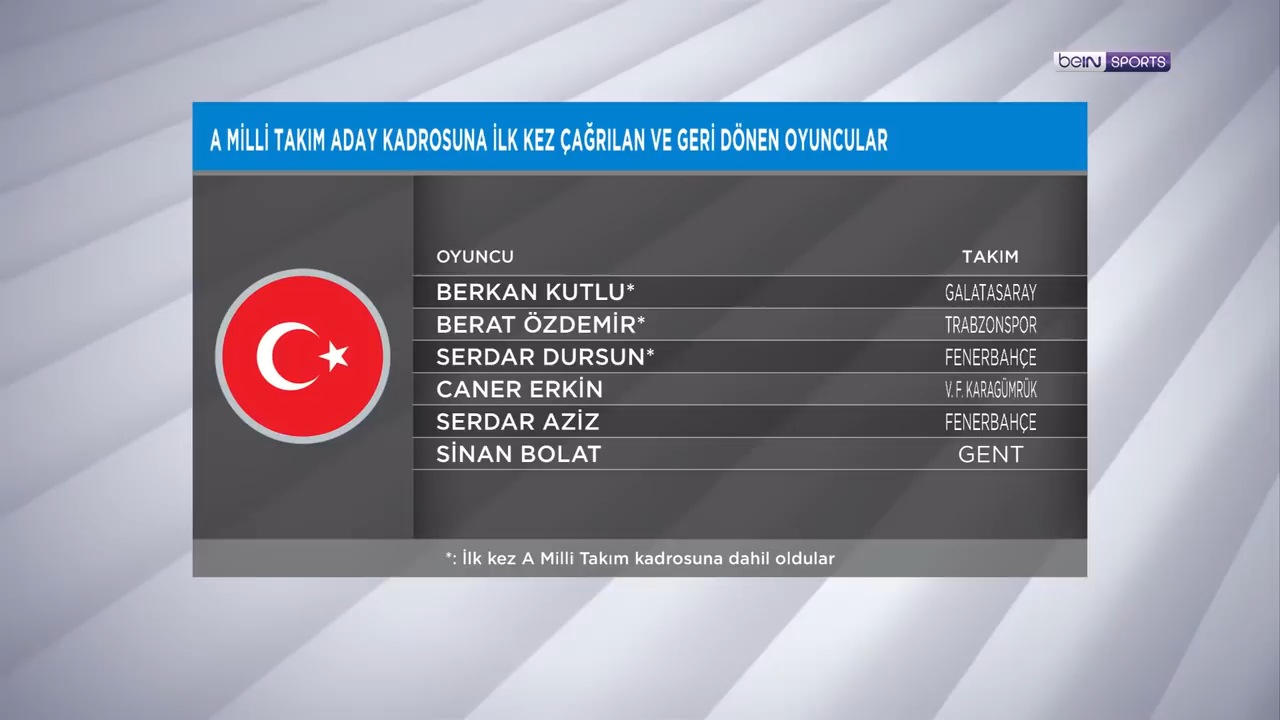 beIN SPORTS
A MİLLİ TAKIM ADAY KADROSUNA İLK KEZ ÇAĞRILAN VE GERİ DÖNEN OYUNCULAR
OYUNCU TAKIM
BERKAN KUTLU* GALATASARAY
BERAT ÖZDEMİR* TRABZONSPOR
SERDAR DURSUN* FENERBAHÇE
CANER ERKİN V. F. KARAGÜMRÜK
SERDAR AZİZ FENERBAHÇE
SİNAN BOLAT GENT
*: İlk kez A Milli Takım kadrosuna dahil oldular